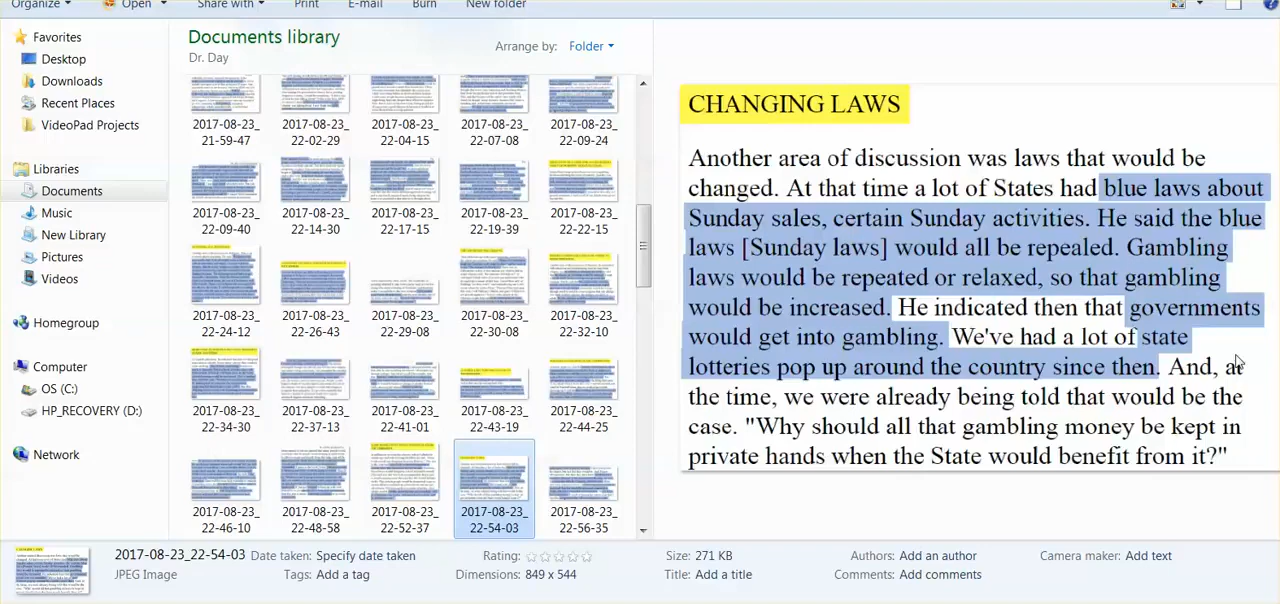 Organize Open Share with Print E-mail Burn New folder
Favorites
Desktop
Downloads
Recent Places
VideoPad Projects
Libraries
Documents
Music
New Library
Pictures
Videos
Homegroup
Computer
OS (C:)
HP_RECOVERY (D:)
Network
Documents library
Dr. Day
Arrange by: Folder
2017-08-23_ 2017-08-23_ 2017-08-23_ 2017-08-23_ 2017-08-23_
21-59-47 22-02-29 22-04-15 22-07-08 22-09-24
2017-08-23_ 2017-08-23_ 2017-08-23_ 2017-08-23_ 2017-08-23_
22-09-40 22-14-30 22-17-15 22-19-39 22-22-15
2017-08-23_ 2017-08-23_ 2017-08-23_ 2017-08-23_ 2017-08-23_
22-24-12 22-26-43 22-29-08 22-30-08 22-32-10
2017-08-23_ 2017-08-23_ 2017-08-23_ 2017-08-23_ 2017-08-23_
22-34-30 22-37-13 22-41-01 22-43-19 22-44-25
2017-08-23_ 2017-08-23_ 2017-08-23_ 2017-08-23_ 2017-08-23_
22-46-10 22-48-58 22-52-37 22-54-03 22-56-35
CHANGING LAWS
Another area of discussion was laws that would be
changed. At that time a lot of States had blue laws about
Sunday sales, certain Sunday activities. He said the blue
laws [Sunday laws] would all be repealed. Gambling
laws would be repeated or relaxed, so that gambling
would be increased. He indicated then that governments
would get into gambling. We've had a lot of state
lotteries pop up around the country since then. And, at
the time, we were already being told that would be the
case. "Why should all that gambling money be kept in
private hands when the State would benefit from it?"
2017-08-23_22-54-03 Date taken: Specify date taken Size: 271 Authors: Add an author Camera maker: Add text
JPEG Image Tags: Add a tag Dimensions: 849 x 544 Title: Add a title Comments: Add comments